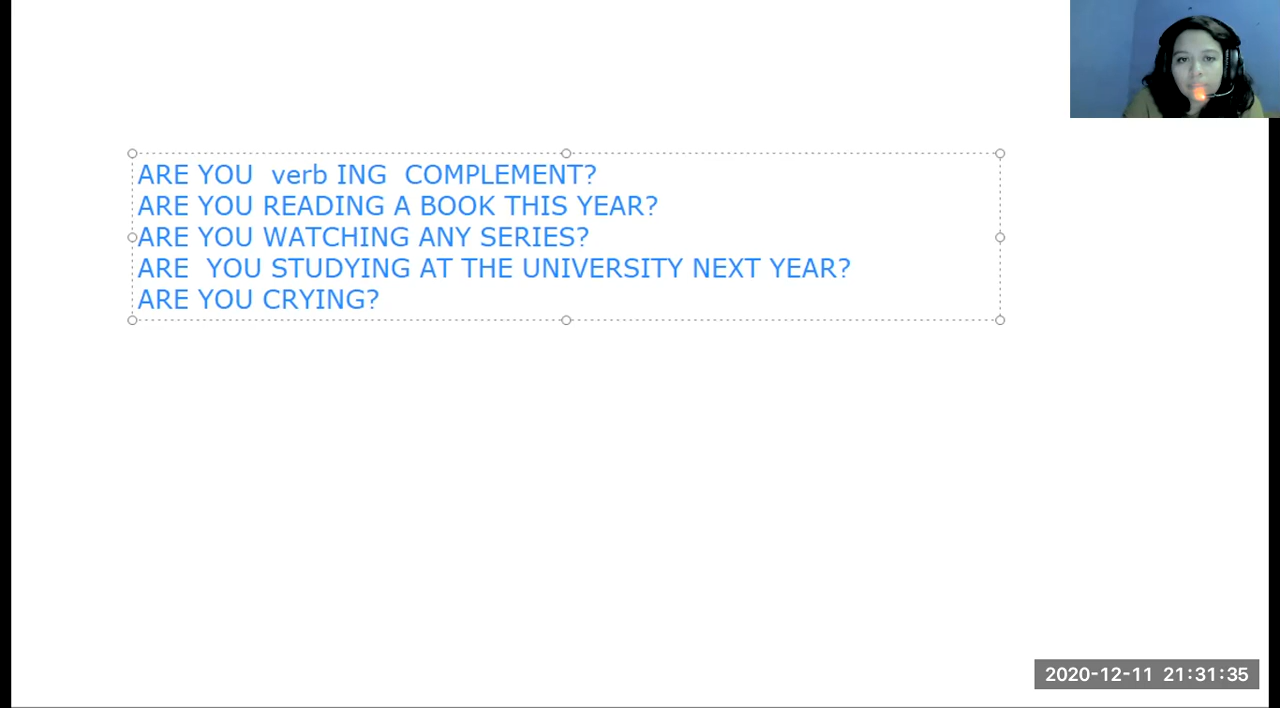 ARE YOU  verb ING  COMPLEMENT?
ARE YOU READING A BOOK THIS YEAR?
ARE YOU WATCHING ANY SERIES?
ARE  YOU STUDYING AT THE UNIVERSITY NEXT YEAR?
ARE YOU CRYING?
2020-12-11  21:31:35